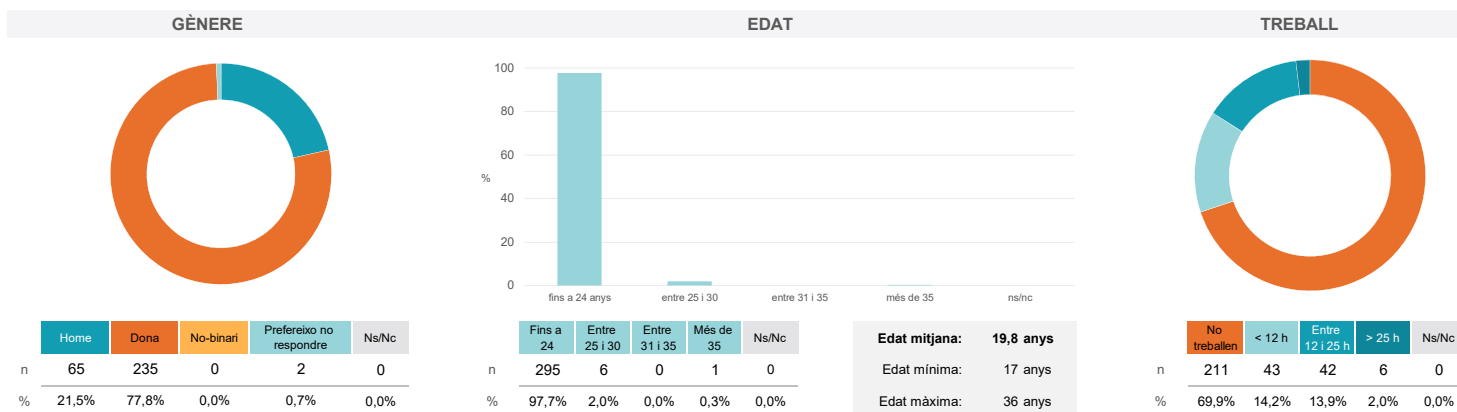 GÈNERE
EDAT
TREBALL
100
80
60
%
40
20
0
fins a 24 anys entre 25 i 30 entre 31 i 35 més de 35 ns/nc
Home Dona No-binari Prefereixo no respondre Ns/Nc
n 65 235 0 2 0
% 21,5% 77,8% 0,0% 0,7% 0,0%
Fins a 24 Entre 25 i 30 Entre 31 i 35 Més de 35 Ns/Nc
n 295 6 0 1 0
% 97,7% 2,0% 0,0% 0,3% 0,0%
Edat mitjana: 19,8 anys
Edat mínima: 17 anys
Edat màxima: 36 anys
No treballen < 12 h Entre 12 i 25 h > 25 h Ns/Nc
n 211 43 42 6 0
% 69,9% 14,2% 13,9% 2,0% 0,0%